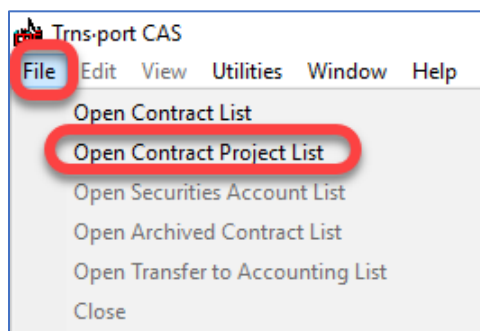 Trns·port CAS
File Edit View Utilities Window Help
Open Contract List
Open Contract Project List
Open Securities Account List
Open Archived Contract List
Open Transfer to Accounting List
Close